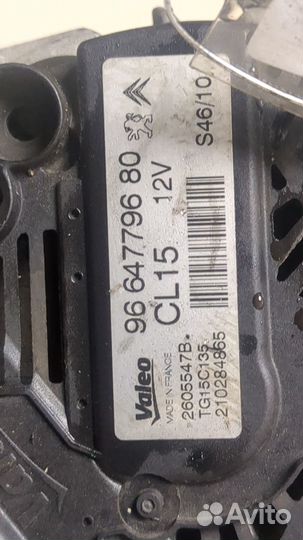 96 647796 80
CL15 12V S46/10
Valeo
MADE IN FRANCE
2605547B
TG15C135
210284865
Avito